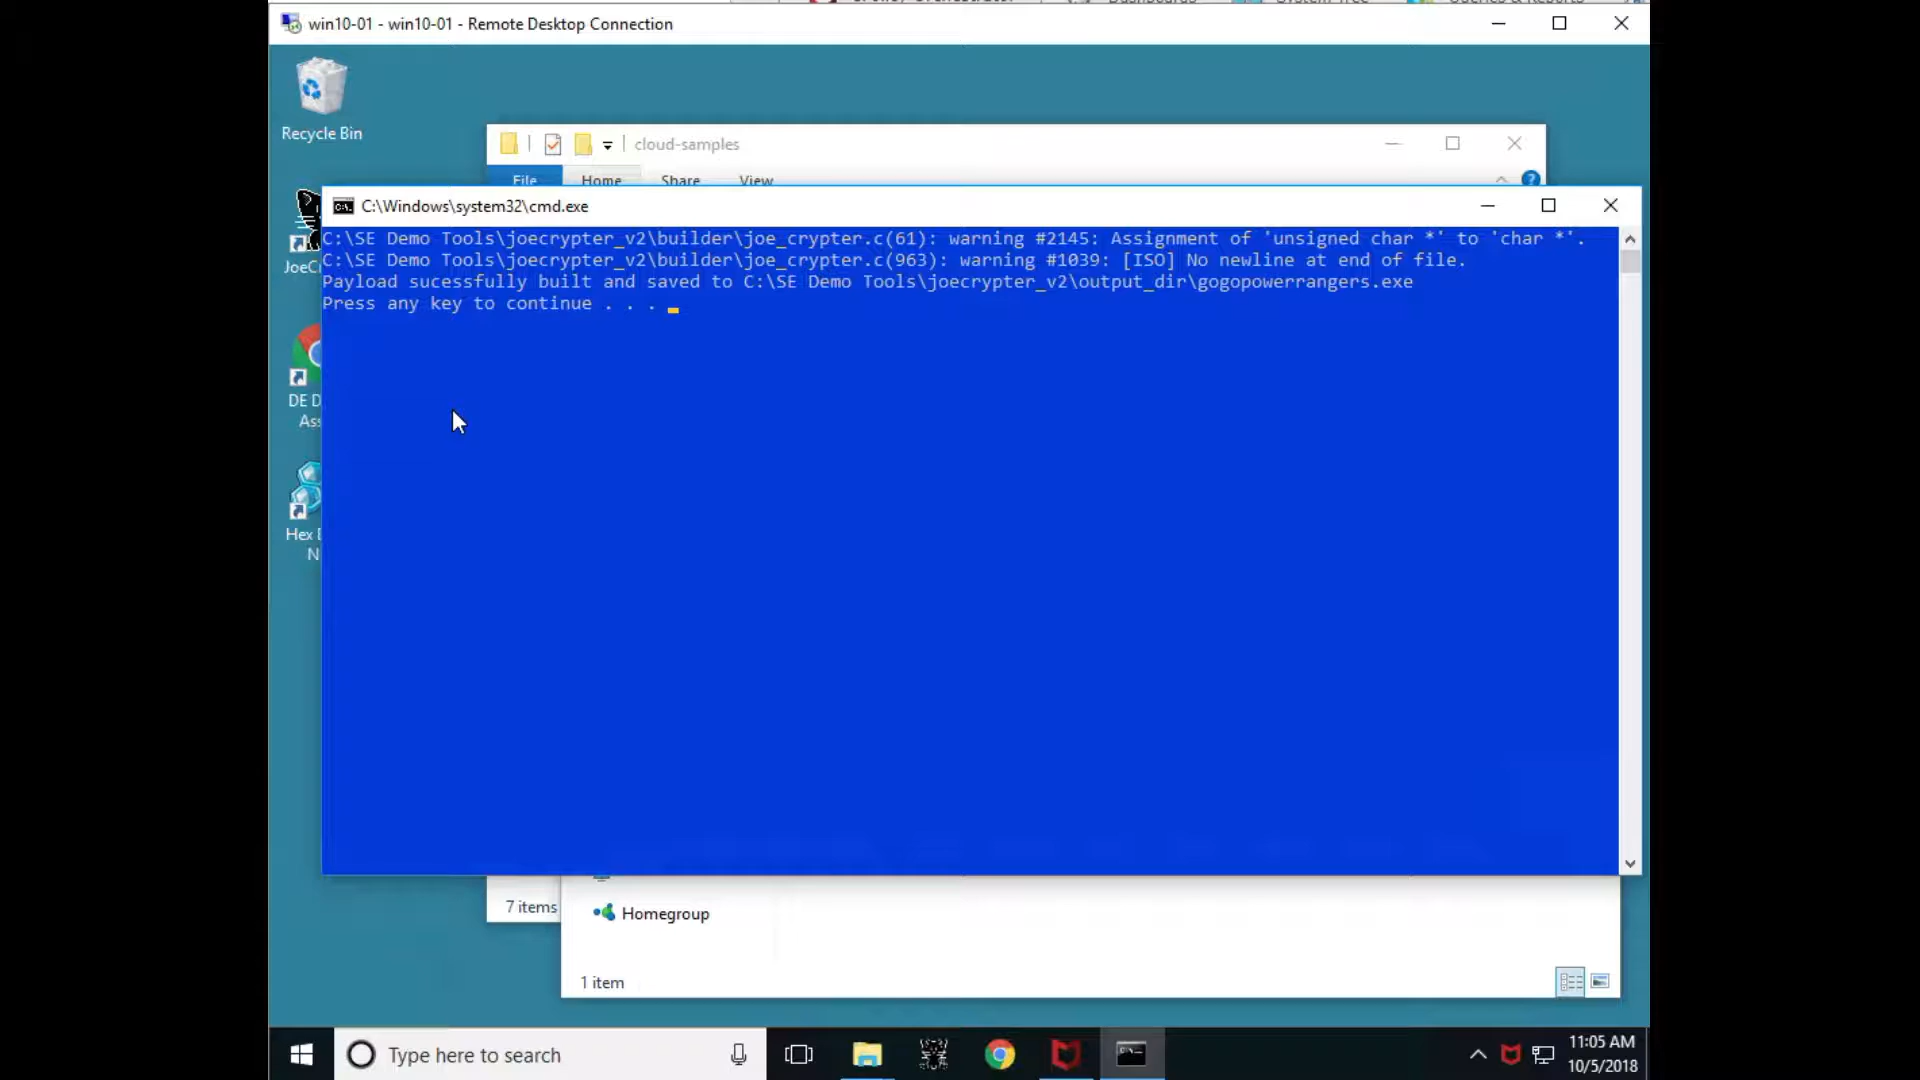 win10-01 - win10-01 - Remote Desktop Connection
Recycle Bin
cloud-samples
File Home Share View
C:\Windows\system32\cmd.exe
C:\SE Demo Tools\joecrypter_v2\builder\joe_crypter.c(61): warning #2145: Assignment of 'unsigned char *' to 'char *'.
C:\SE Demo Tools\joecrypter_v2\builder\joe_crypter.c(963): warning #1039: [ISO] No newline at end of file.
Payload sucessfully built and saved to C:\SE Demo Tools\joecrypter_v2\output_dir\gogopowerrangers.exe
Press any key to continue . . .
JoeC
DE D
Ass
Hex
N
7 items
Homegroup
1 item
Type here to search
11:05 AM
10/5/2018